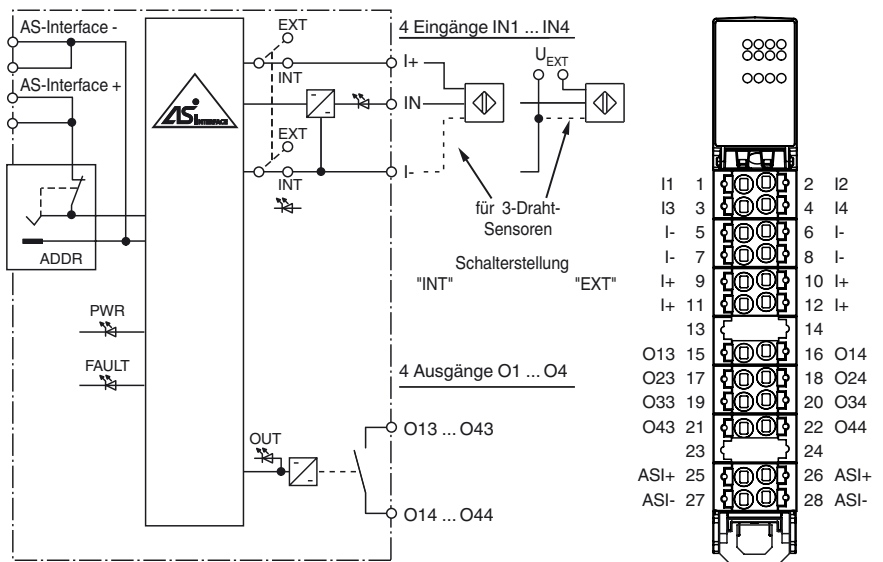 AS-Interface -
AS-Interface +
ADDR
PWR
FAULT
ASi
INTERFACE
EXT
INT
EXT
INT
OUT
4 Eingänge IN1 ... IN4
I+
IN
I-
UEXT
für 3-Draht-
Sensoren
Schalterstellung
"INT" "EXT"
4 Ausgänge O1 ... O4
O13 ... O43
O14 ... O44
I1 1 2 I2
I3 3 4 I4
I- 5 6 I-
I- 7 8 I-
I+ 9 10 I+
I+ 11 12 I+
13 14
O13 15 16 O14
O23 17 18 O24
O33 19 20 O34
O43 21 22 O44
23 24
ASI+ 25 26 ASI+
ASI- 27 28 ASI-